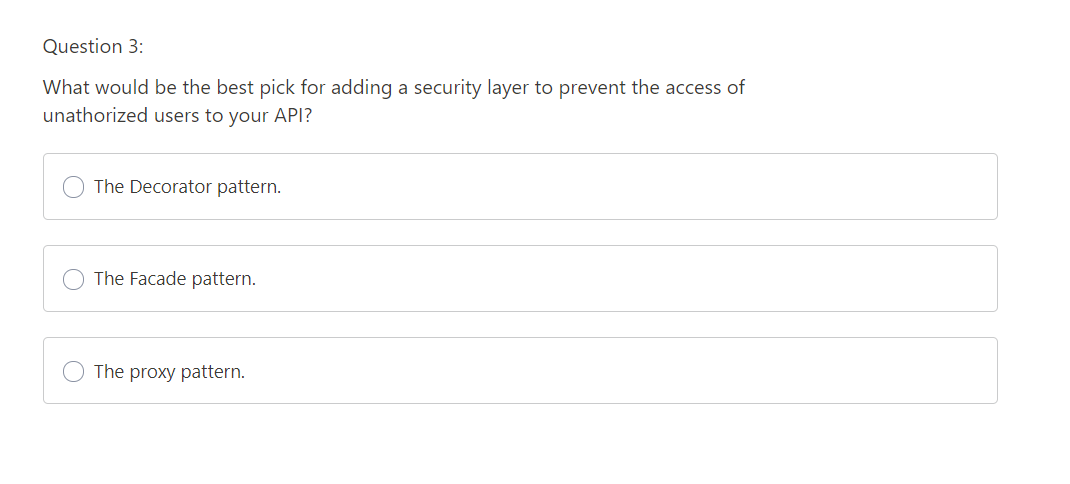 Question 3:
What would be the best pick for adding a security layer to prevent the access of
unathorized users to your API?
The Decorator pattern.
The Facade pattern.
The proxy pattern.